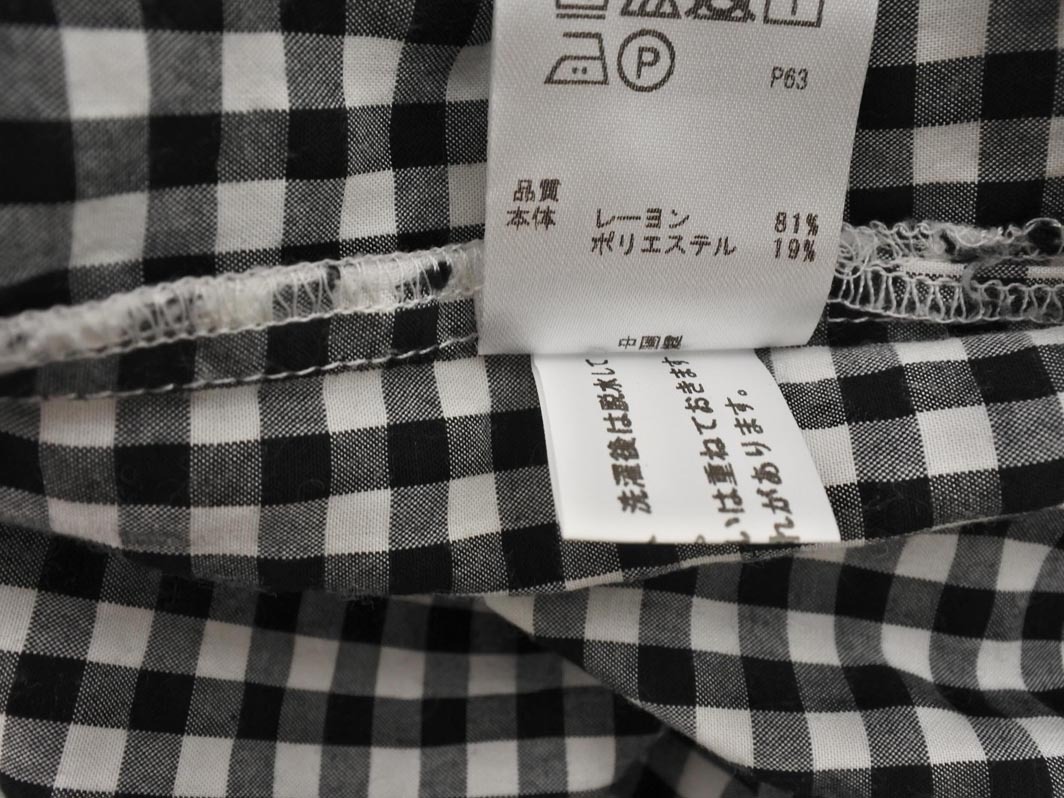 P
P63
品質
本体 レーヨン 81%
ポリエステル 19%
中国製
洗濯後は脱水して
いは重ねておきます
れがあります。